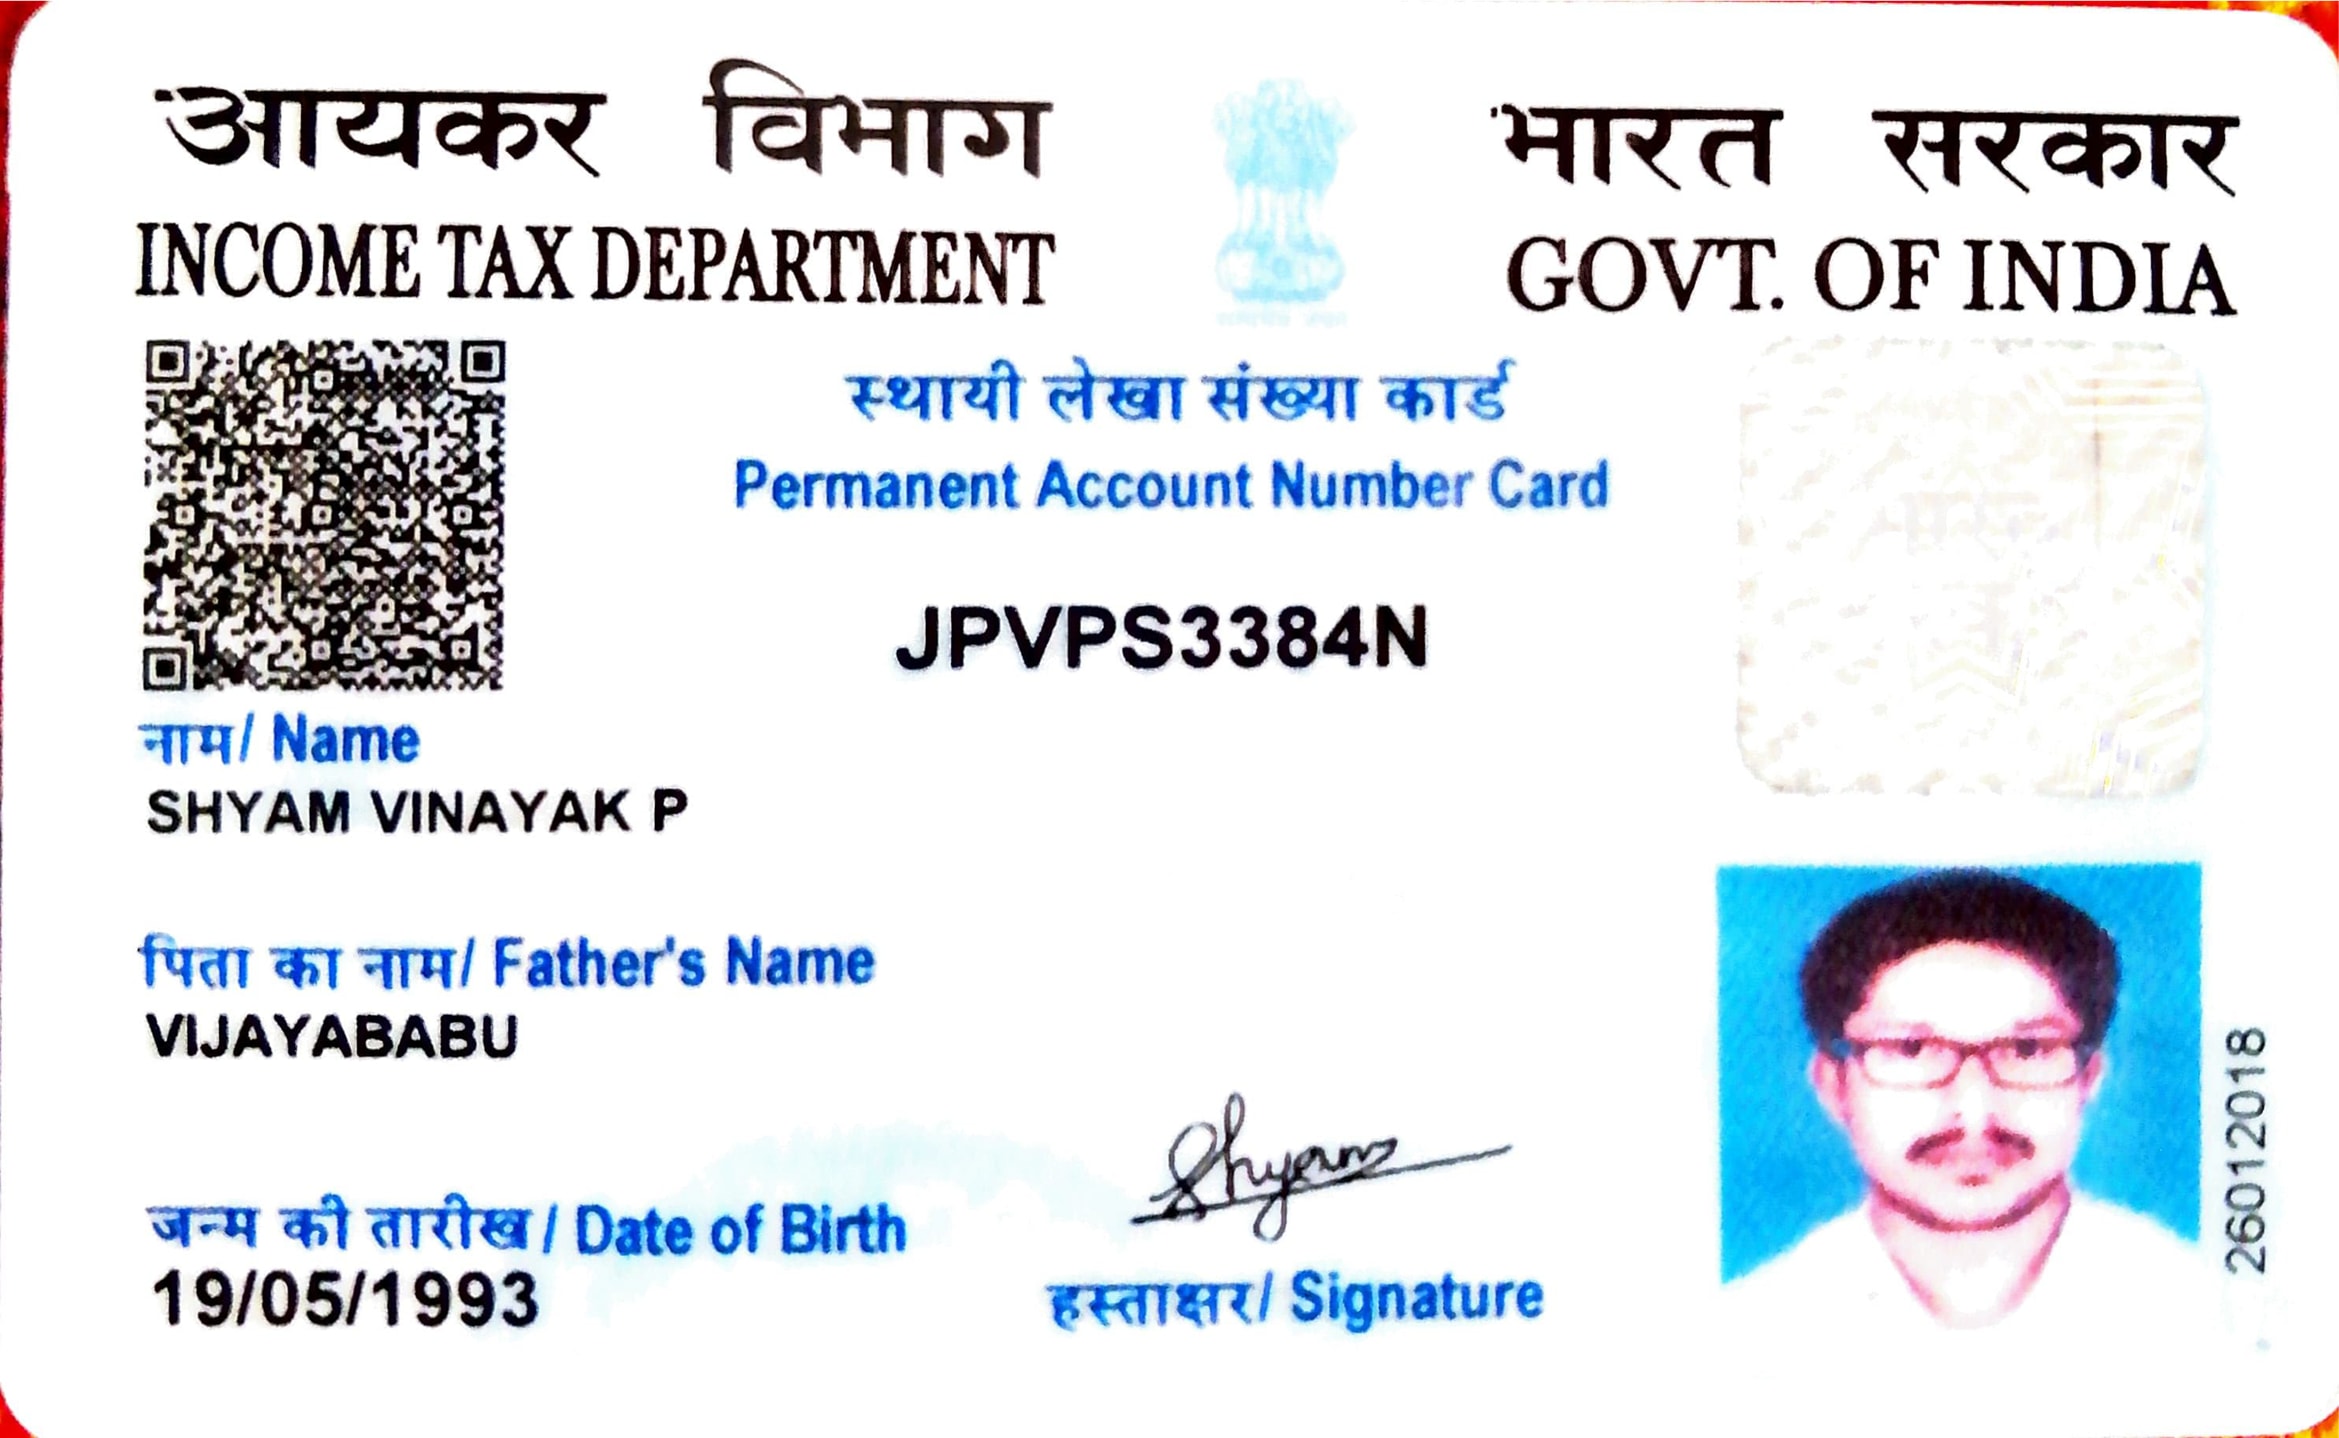 आयकर विभाग
INCOME TAX DEPARTMENT
भारत सरकार
GOVT. OF INDIA
स्थायी लेखा संख्या कार्ड
Permanent Account Number Card
JPVPS3384N
नाम/ Name
SHYAM VINAYAK P
पिता का नाम/ Father's Name
VIJAYABABU
जन्म की तारीख/ Date of Birth
19/05/1993
Shyam
हस्ताक्षर/ Signature
26012018